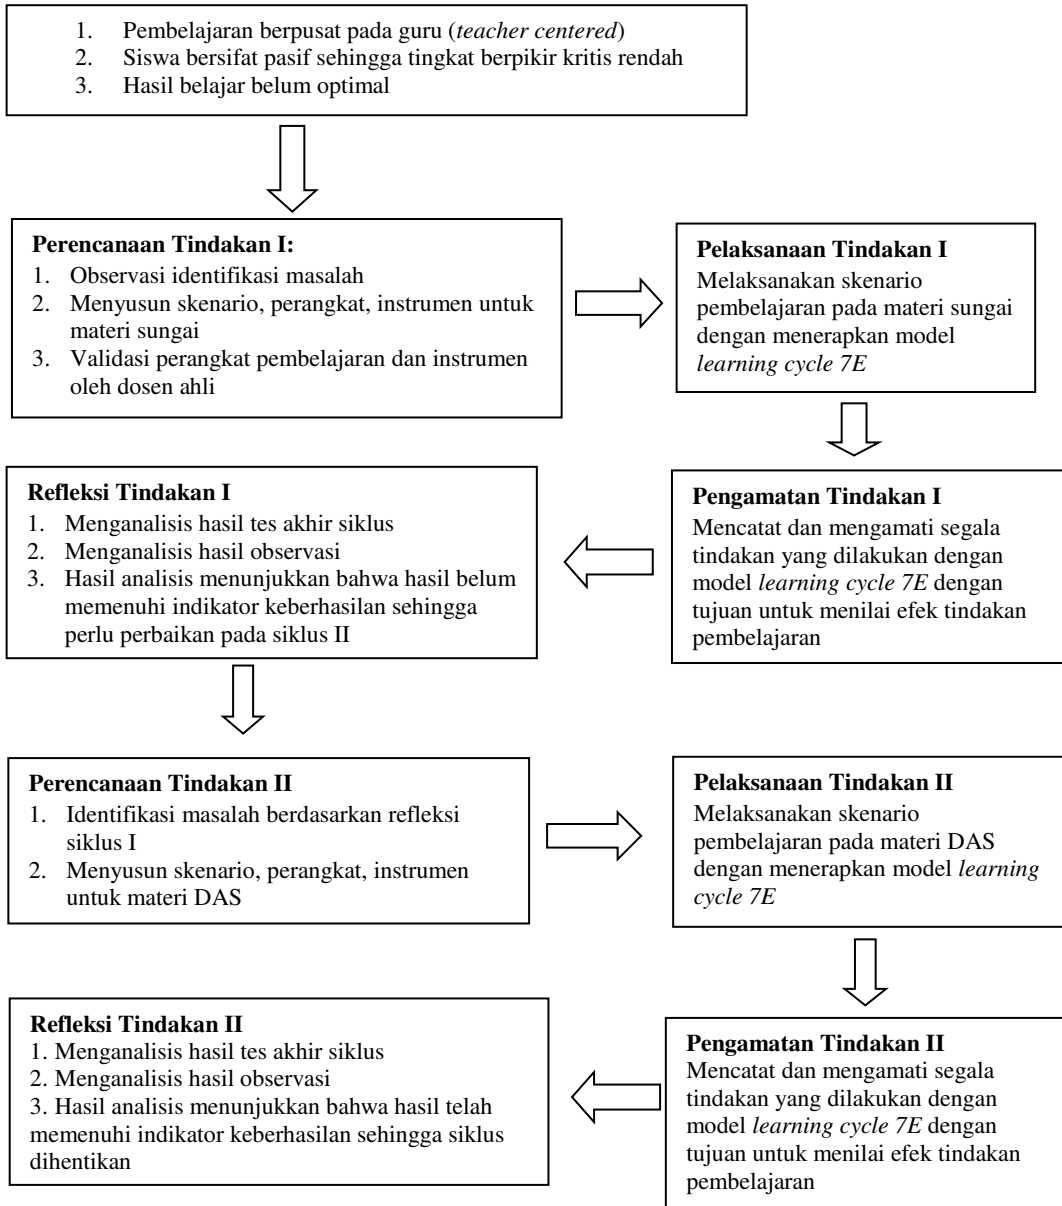 1. Pembelajaran berpusat pada guru (teacher centered)
2. Siswa bersifat pasif sehingga tingkat berpikir kritis rendah
3. Hasil belajar belum optimal
Perencanaan Tindakan I:
1. Observasi identifikasi masalah
2. Menyusun skenario, perangkat, instrumen untuk
materi sungai
3. Validasi perangkat pembelajaran dan instrumen
oleh dosen ahli
Pelaksanaan Tindakan I
Melaksanakan skenario
pembelajaran pada materi sungai
dengan menerapkan model
learning cycle 7E
Pengamatan Tindakan I
Mencatat dan mengamati segala
tindakan yang dilakukan dengan
model learning cycle 7E dengan
tujuan untuk menilai efek tindakan
pembelajaran
Refleksi Tindakan I
1. Menganalisis hasil tes akhir siklus
2. Menganalisis hasil observasi
3. Hasil analisis menunjukkan bahwa hasil belum
memenuhi indikator keberhasilan sehingga
perlu perbaikan pada siklus II
Perencanaan Tindakan II
1. Identifikasi masalah berdasarkan refleksi
siklus I
2. Menyusun skenario, perangkat, instrumen
untuk materi DAS
Pelaksanaan Tindakan II
Melaksanakan skenario
pembelajaran pada materi DAS
dengan menerapkan model learning
cycle 7E
Pengamatan Tindakan II
Mencatat dan mengamati segala
tindakan yang dilakukan dengan
model learning cycle 7E dengan
tujuan untuk menilai efek tindakan
pembelajaran
Refleksi Tindakan II
1. Menganalisis hasil tes akhir siklus
2. Menganalisis hasil observasi
3. Hasil analisis menunjukkan bahwa hasil telah
memenuhi indikator keberhasilan sehingga siklus
dihentikan